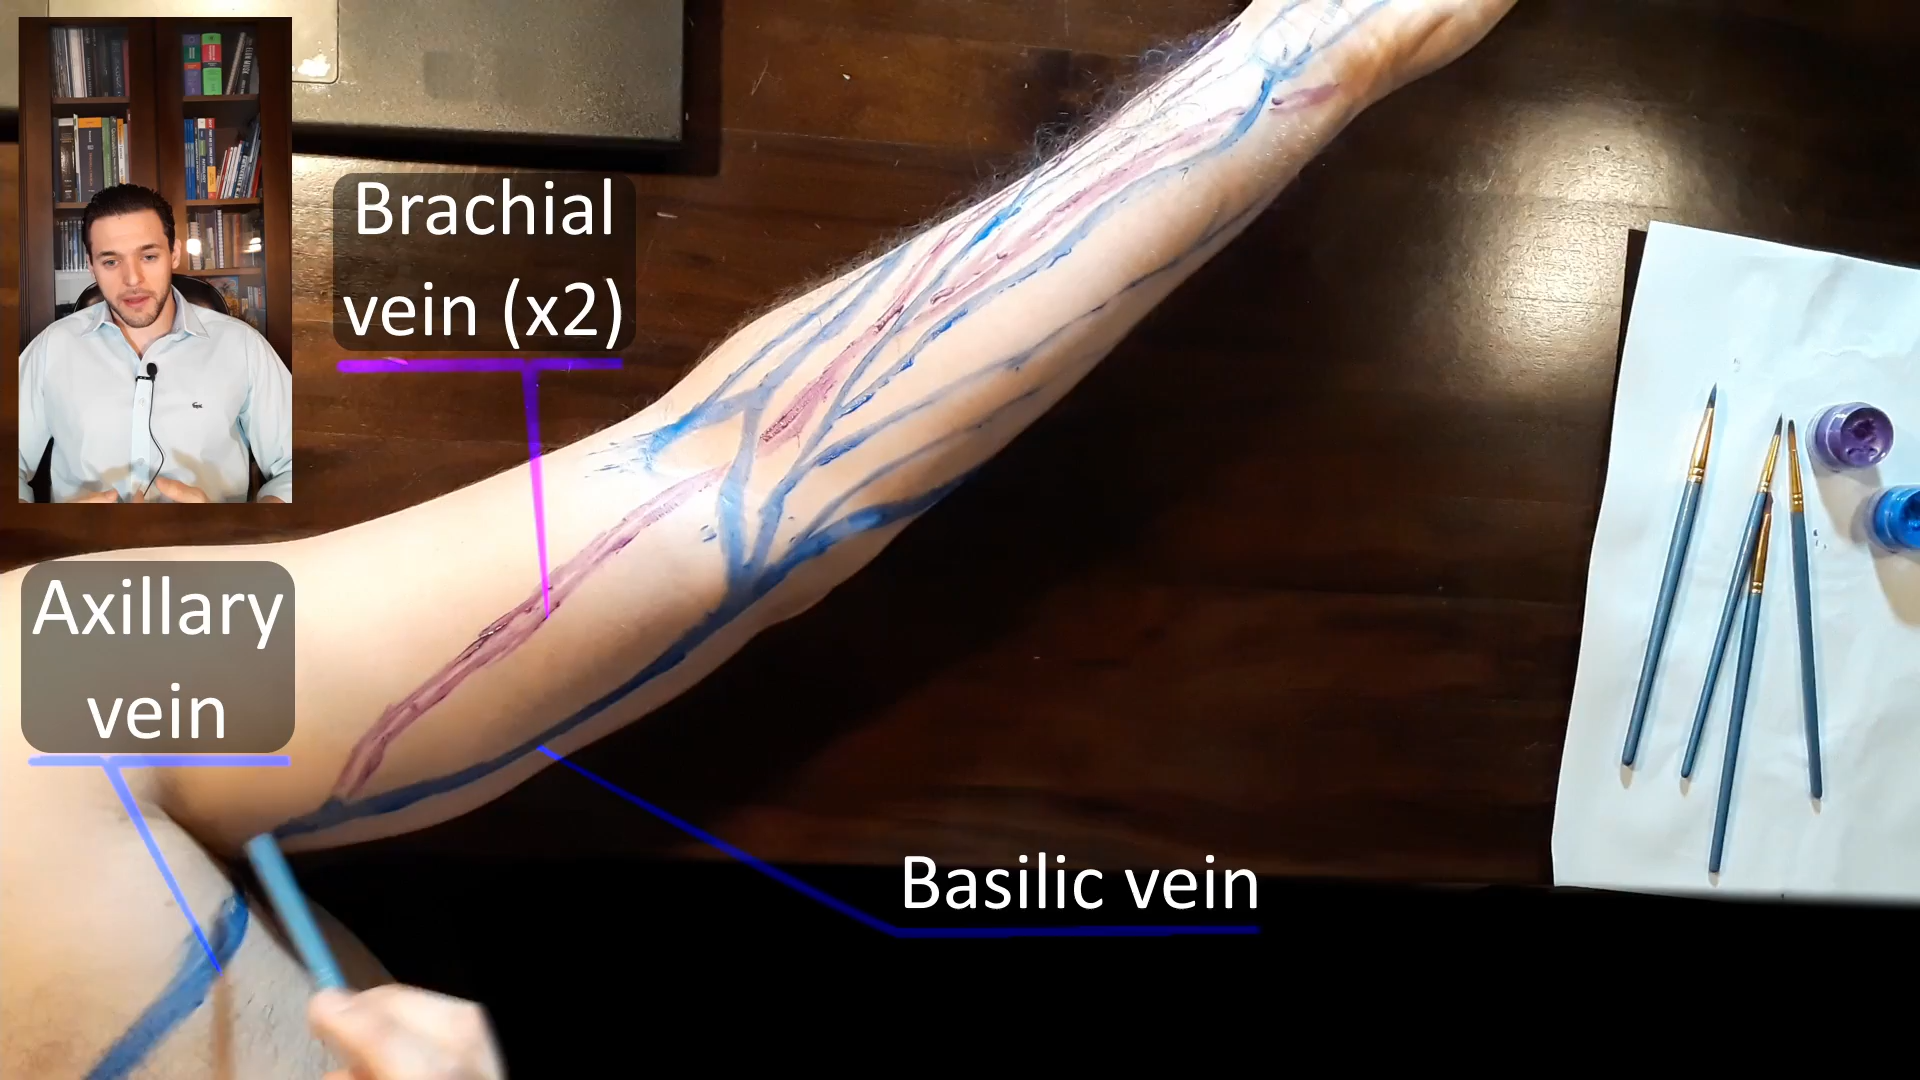 Brachial
vein (x2)
Axillary
vein
Basilic vein